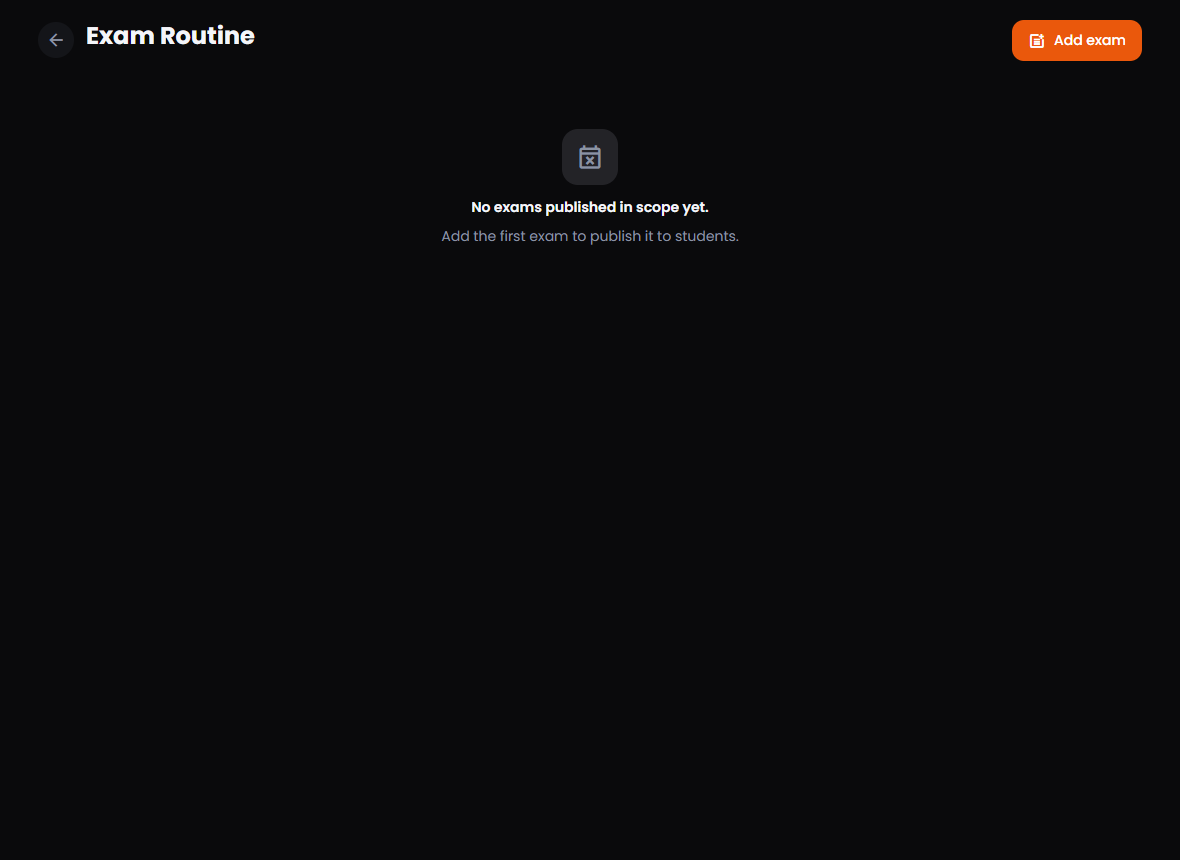 Exam Routine
Add exam
No exams published in scope yet.
Add the first exam to publish it to students.